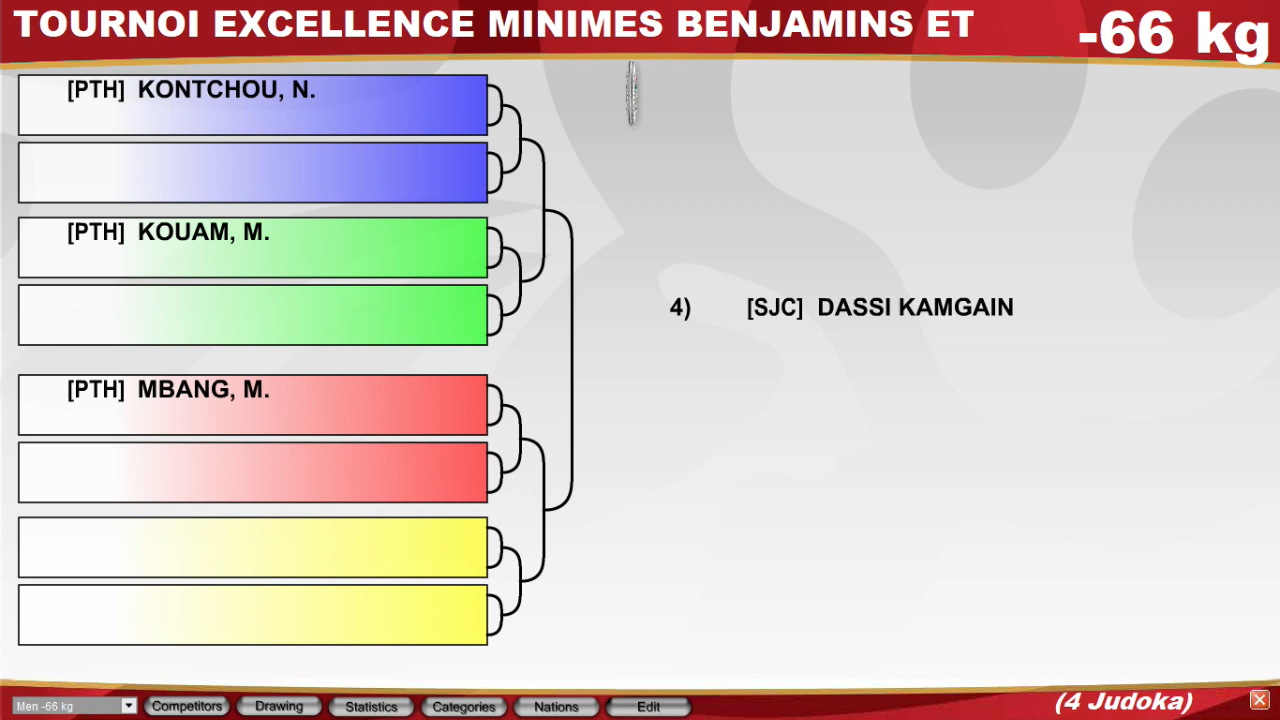 TOURNOI EXCELLENCE MINIMES BENJAMINS ET
-66 kg
[PTH] KONTCHOU, N.
[PTH] KOUAM, M.
4) [SJC] DASSI KAMGAIN
[PTH] MBANG, M.
(4 Judoka)
Men -66 kg
Competitors
Drawing
Statistics
Categories
Nations
Edit